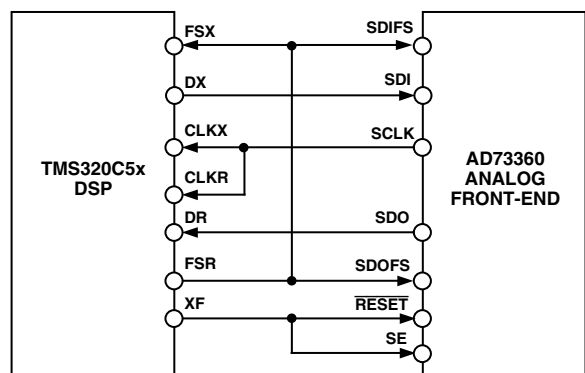 FSX
SDIFS
DX
SDI
CLKX
SCLK
TMS320C5x
DSP
AD73360
ANALOG
FRONT-END
CLKR
DR
SDO
FSR
SDOFS
XF
RESET
SE